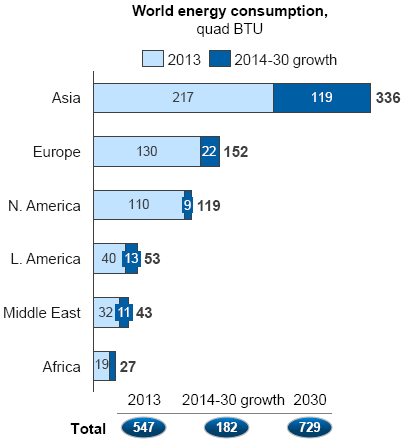 World energy consumption,
quad BTU
2013 2014-30 growth
Asia 217 119 336
Europe 130 22 152
N. America 110 9 119
L. America 40 13 53
Middle East 32 11 43
Africa 19 27
2013 2014-30 growth 2030
Total 547 182 729